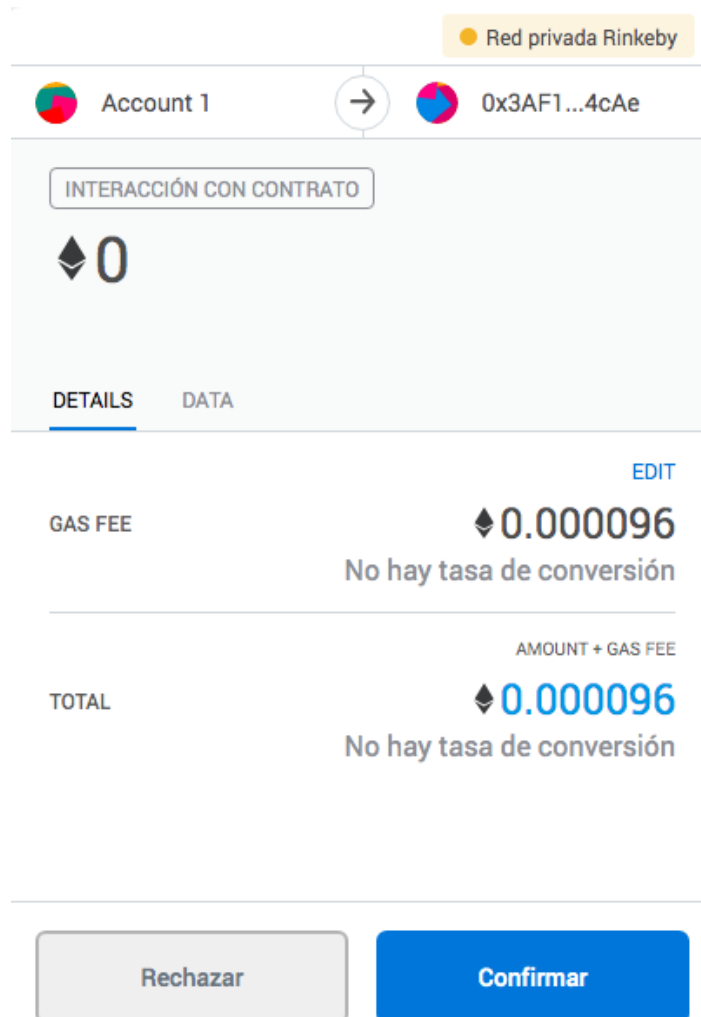 Red privada Rinkeby
Account 1
0x3AF1...4cAe
INTERACCIÓN CON CONTRATO
0
DETAILS
DATA
EDIT
GAS FEE
0.000096
No hay tasa de conversión
AMOUNT + GAS FEE
TOTAL
0.000096
No hay tasa de conversión
Rechazar
Confirmar